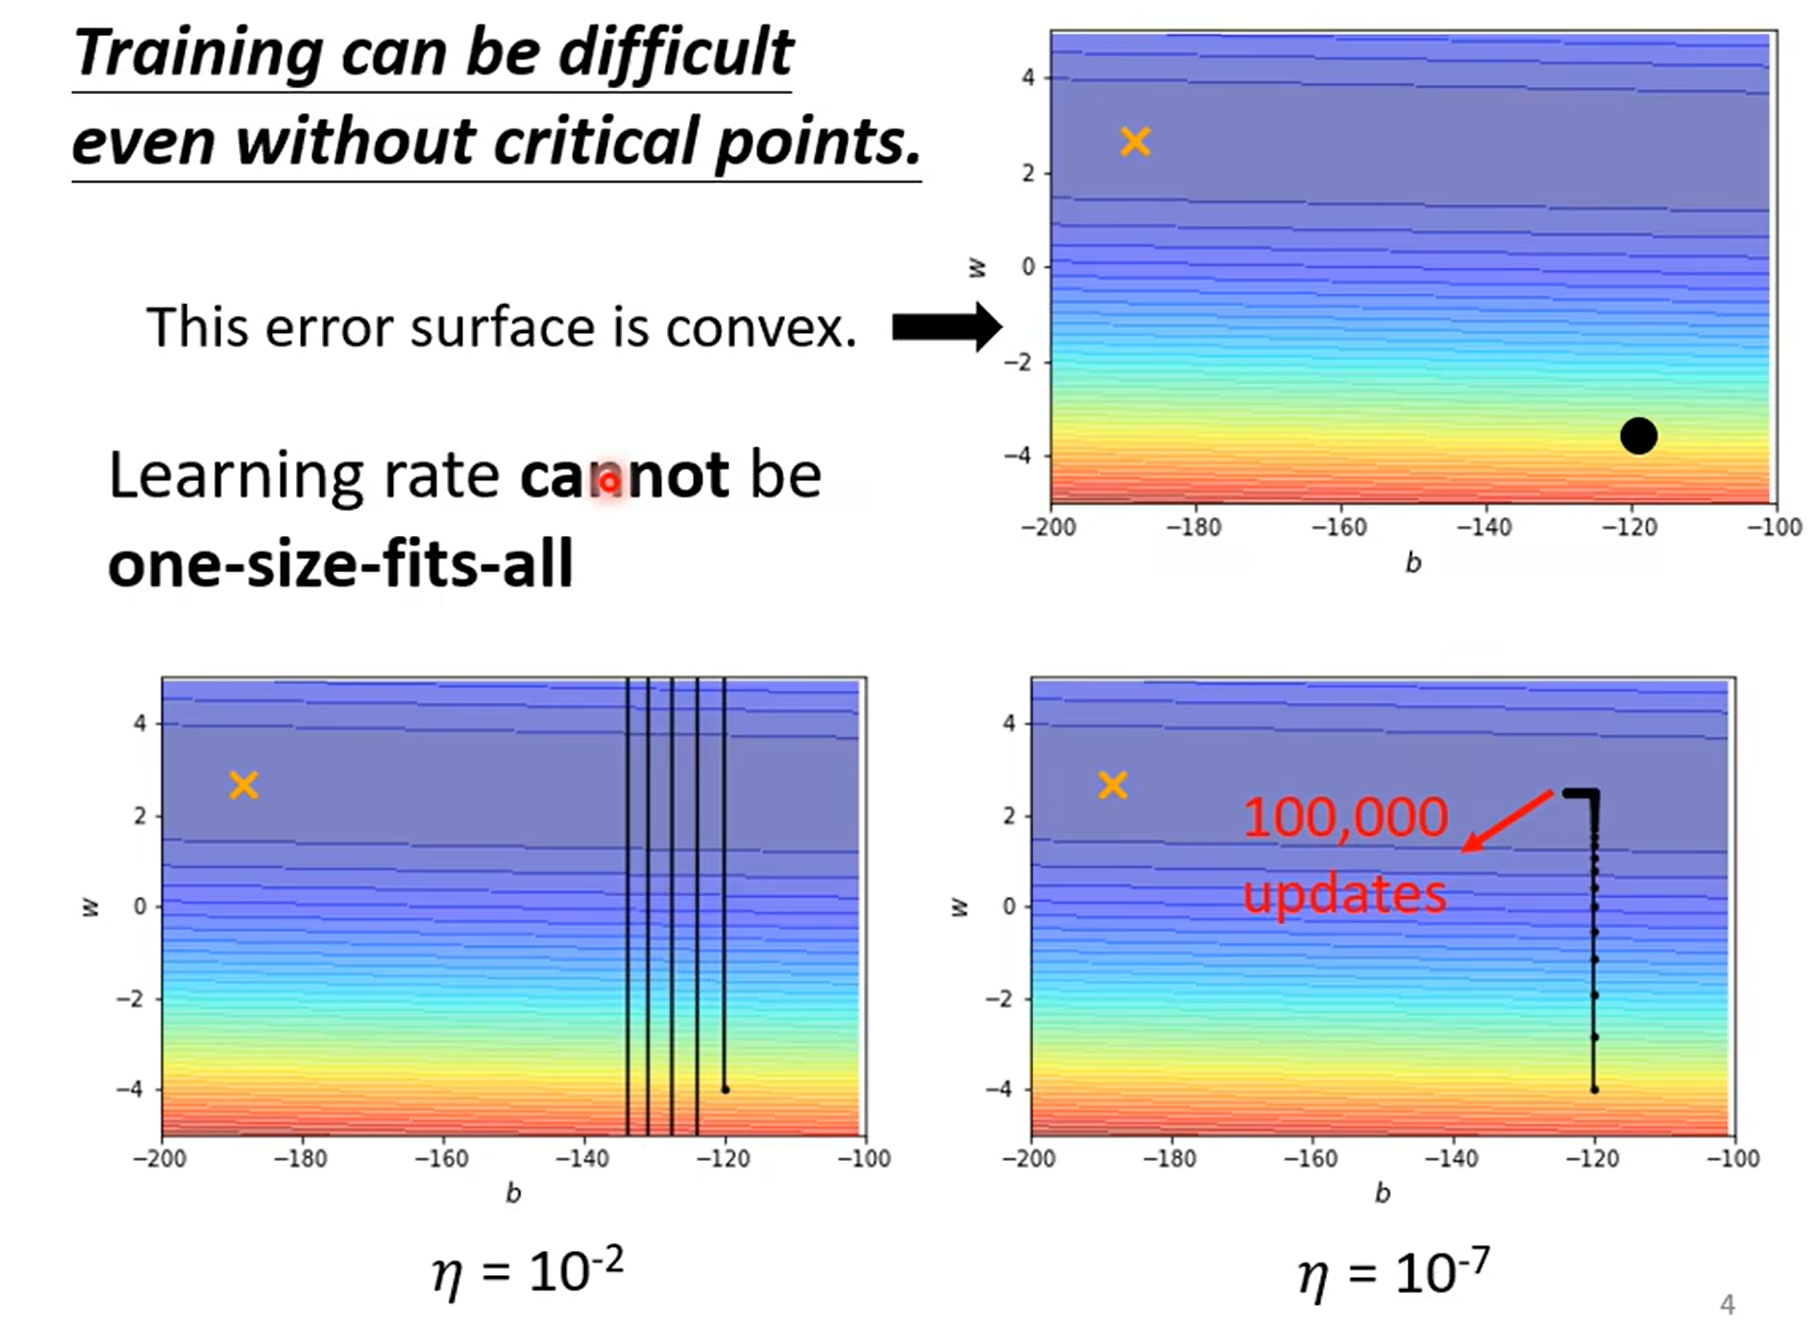 Training can be difficult
even without critical points.
This error surface is convex.
Learning rate cannot be
one-size-fits-all
4
2
0
−2
−4
w
−200 −180 −160 −140 −120 −100
b
4
2
0
−2
−4
w
−200 −180 −160 −140 −120 −100
b
η = 10⁻²
4
2
0
−2
−4
w
100,000
updates
−200 −180 −160 −140 −120 −100
b
η = 10⁻⁷
4